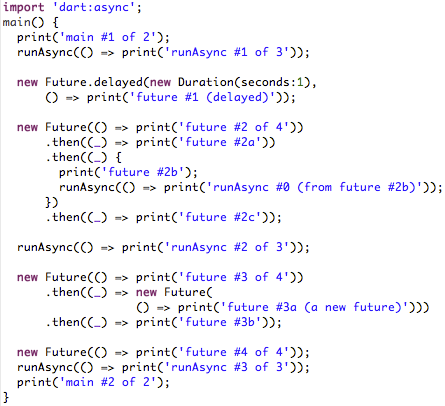 import 'dart:async';
main() {
  print('main #1 of 2');
  runAsync(() => print('runAsync #1 of 3'));

  new Future.delayed(new Duration(seconds:1),
      () => print('future #1 (delayed)'));

  new Future(() => print('future #2 of 4'))
      .then((_) => print('future #2a'))
      .then((_) {
        print('future #2b');
        runAsync(() => print('runAsync #0 (from future #2b)'));
      })
      .then((_) => print('future #2c'));

  runAsync(() => print('runAsync #2 of 3'));

  new Future(() => print('future #3 of 4'))
      .then((_) => new Future(
                   () => print('future #3a (a new future)')))
      .then((_) => print('future #3b'));

  new Future(() => print('future #4 of 4'));
  runAsync(() => print('runAsync #3 of 3'));
  print('main #2 of 2');
}